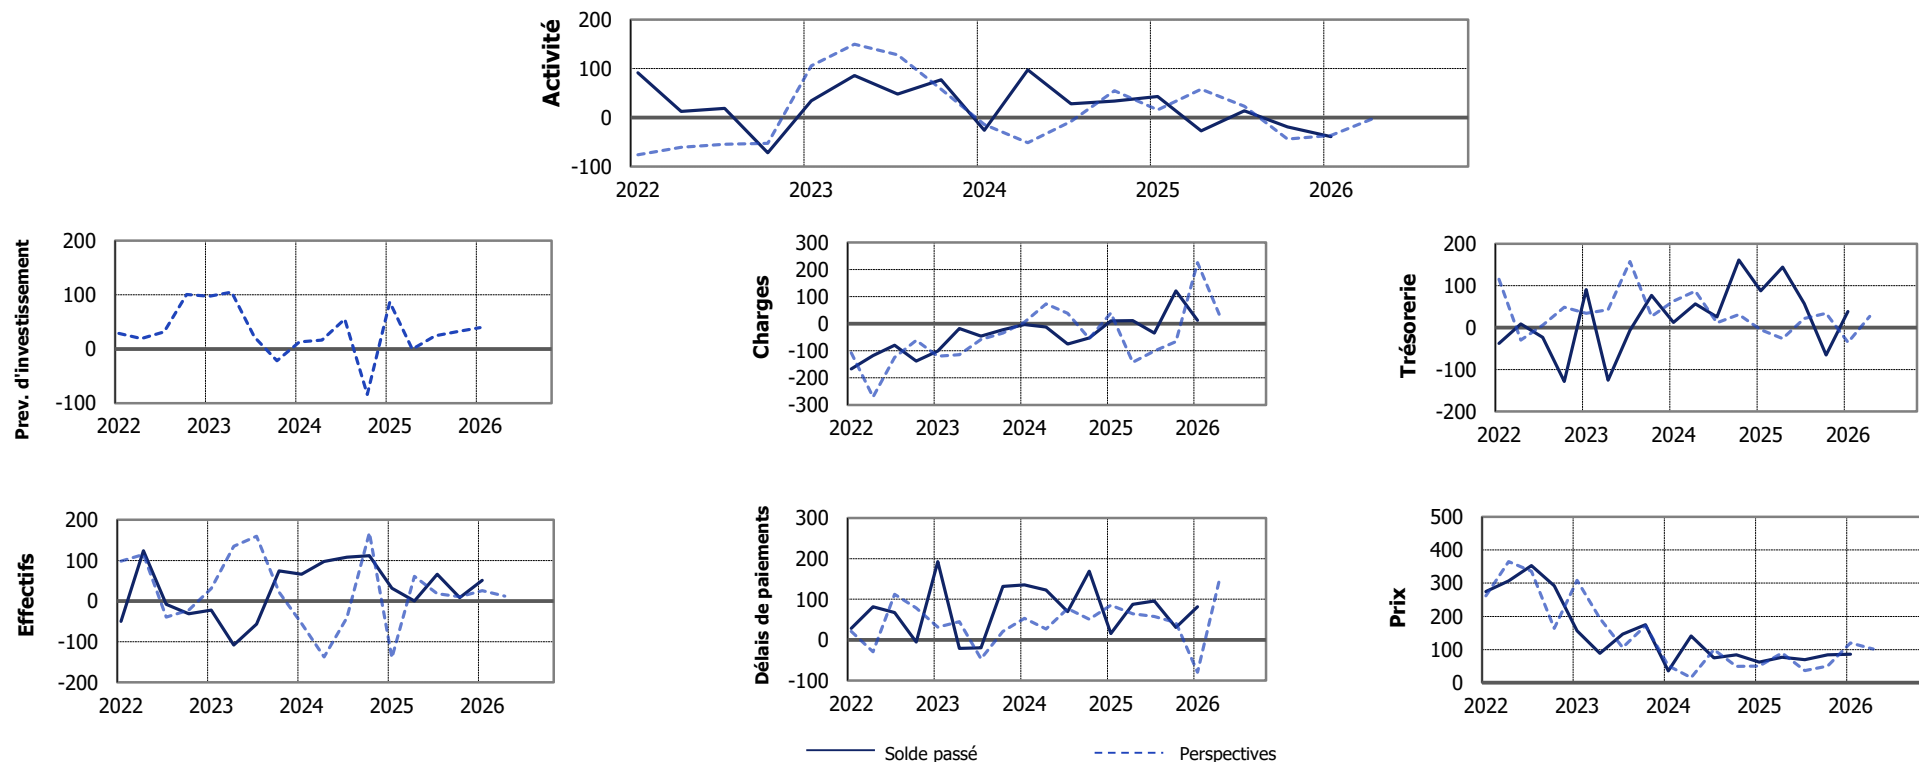 Activité
200
100
0
-100
2022 2023 2024 2025 2026
Prev. d'investissement
200
100
0
-100
2022 2023 2024 2025 2026
Charges
300
200
100
0
-100
-200
-300
2022 2023 2024 2025 2026
Trésorerie
200
100
0
-100
-200
2022 2023 2024 2025 2026
Effectifs
200
100
0
-100
-200
2022 2023 2024 2025 2026
Délais de paiements
300
200
100
0
-100
2022 2023 2024 2025 2026
Prix
500
400
300
200
100
0
2022 2023 2024 2025 2026
Solde passé Perspectives